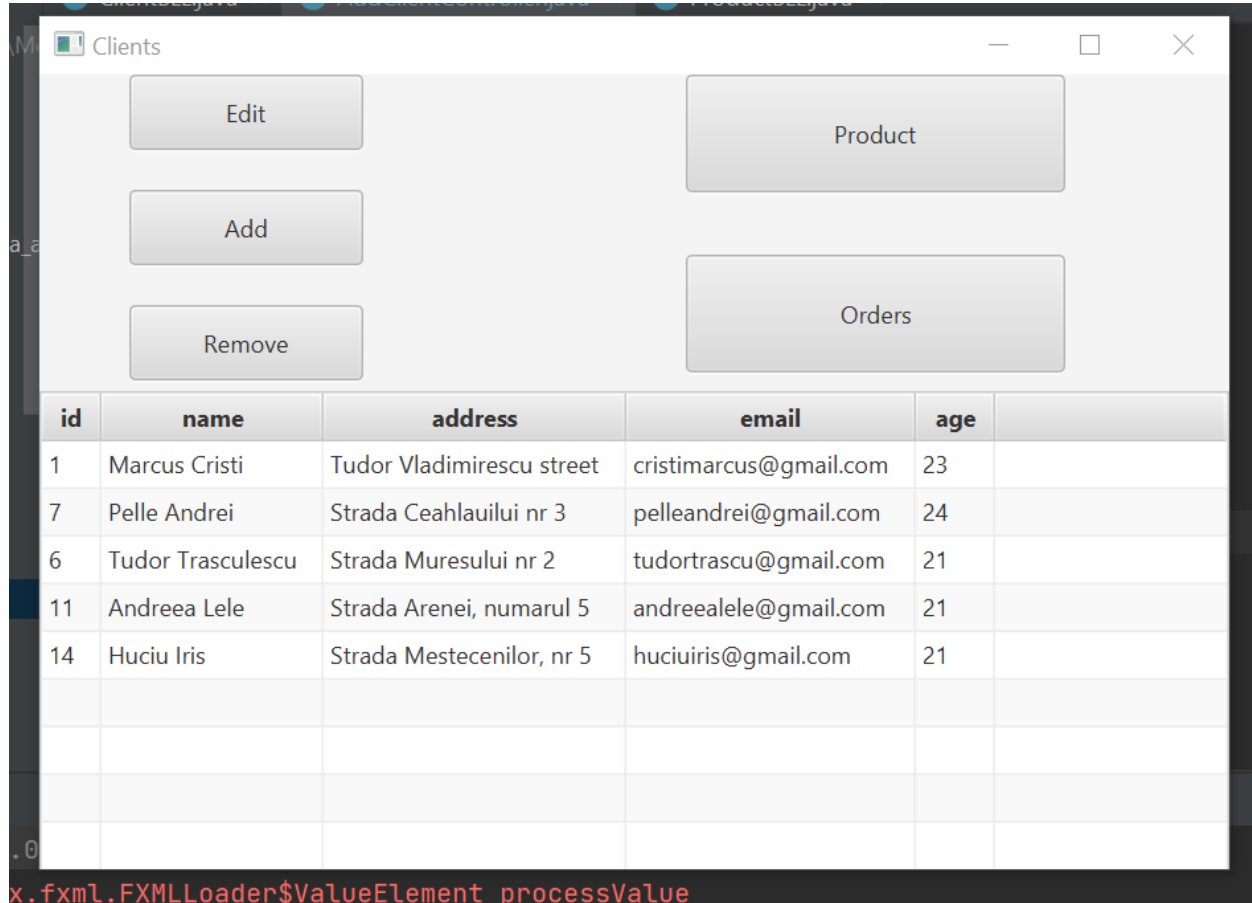 Clients
Edit
Product
Add
Orders
Remove
id name address email age
1 Marcus Cristi Tudor Vladimirescu street cristimarcus@gmail.com 23
7 Pelle Andrei Strada Ceahlauilui nr 3 pelleandrei@gmail.com 24
6 Tudor Trasculescu Strada Muresului nr 2 tudortrascu@gmail.com 21
11 Andreea Lele Strada Arenei, numarul 5 andreealele@gmail.com 21
14 Huciu Iris Strada Mestecenilor, nr 5 huciuiris@gmail.com 21
.0
x.fxml.FXMLLoader$ValueElement processValue